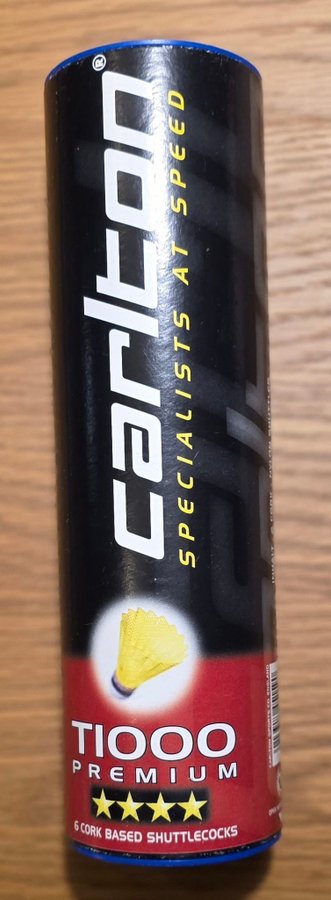 carlton®
SPECIALISTS AT SPEED
T1000
PREMIUM
6 CORK BASED SHUTTLECOCKS